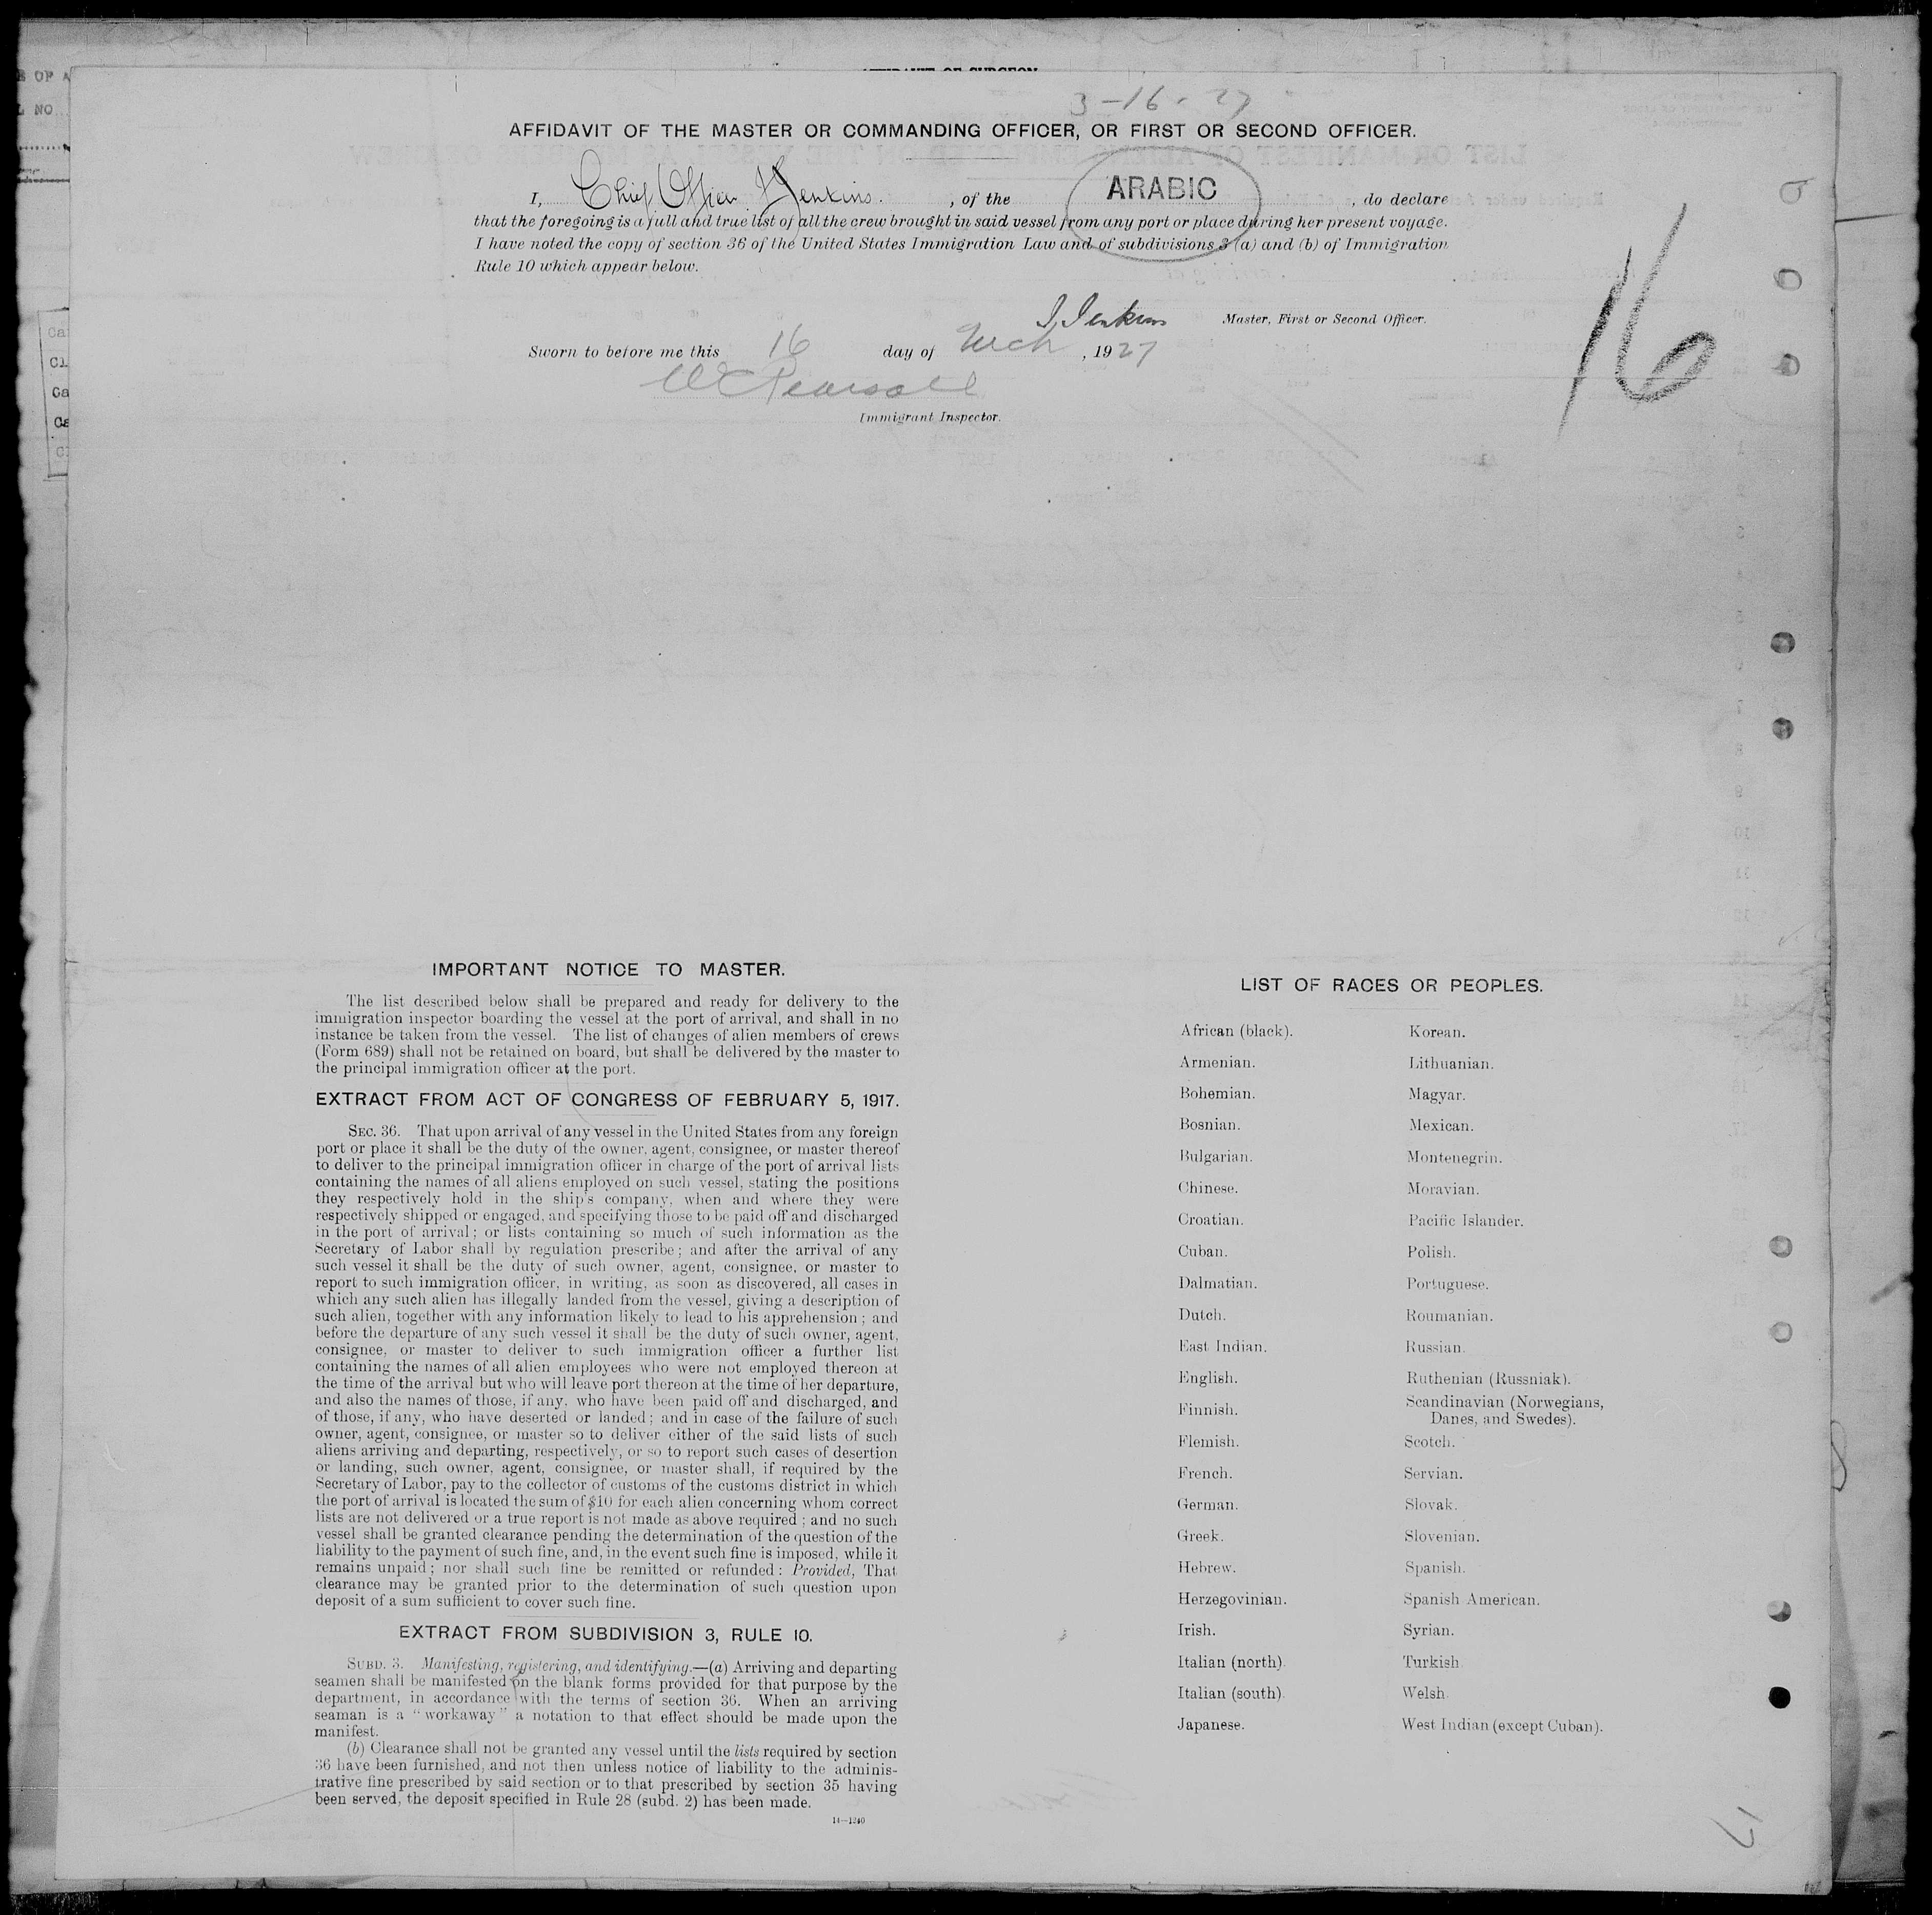 3-16-27
AFFIDAVIT OF THE MASTER OR COMMANDING OFFICER, OR FIRST OR SECOND OFFICER.
I, Chief Officer J Jenkins. , of the ARABIC , do declare
that the foregoing is a full and true list of all the crew brought in said vessel from any port or place during her present voyage.
I have noted the copy of section 36 of the United States Immigration Law and of subdivisions 3 (a) and (b) of Immigration
Rule 10 which appear below.
J Jenkins Master, First or Second Officer.
Sworn to before me this 16 day of Mch , 1927
WC Pearsall
Immigrant Inspector.
16
IMPORTANT NOTICE TO MASTER.
The list described below shall be prepared and ready for delivery to the
immigration inspector boarding the vessel at the port of arrival, and shall in no
instance be taken from the vessel. The list of changes of alien members of crews
(Form 689) shall not be retained on board, but shall be delivered by the master to
the principal immigration officer at the port.
EXTRACT FROM ACT OF CONGRESS OF FEBRUARY 5, 1917.
SEC. 36. That upon arrival of any vessel in the United States from any foreign
port or place it shall be the duty of the owner, agent, consignee, or master thereof
to deliver to the principal immigration officer in charge of the port of arrival lists
containing the names of all aliens employed on such vessel, stating the positions
they respectively hold in the ship's company, when and where they were
respectively shipped or engaged, and specifying those to be paid off and discharged
in the port of arrival; or lists containing so much of such information as the
Secretary of Labor shall by regulation prescribe; and after the arrival of any
such vessel it shall be the duty of such owner, agent, consignee, or master to
report to such immigration officer, in writing, as soon as discovered, all cases in
which any such alien has illegally landed from the vessel, giving a description of
such alien, together with any information likely to lead to his apprehension; and
before the departure of any such vessel it shall be the duty of such owner, agent,
consignee, or master to deliver to such immigration officer a further list
containing the names of all alien employees who were not employed thereon at
the time of the arrival but who will leave port thereon at the time of her departure,
and also the names of those, if any, who have been paid off and discharged, and
of those, if any, who have deserted or landed; and in case of the failure of such
owner, agent, consignee, or master so to deliver either of the said lists of such
aliens arriving and departing, respectively, or so to report such cases of desertion
or landing, such owner, agent, consignee, or master shall, if required by the
Secretary of Labor, pay to the collector of customs of the customs district in which
the port of arrival is located the sum of $10 for each alien concerning whom correct
lists are not delivered or a true report is not made as above required; and no such
vessel shall be granted clearance pending the determination of the question of the
liability to the payment of such fine, and, in the event such fine is imposed, while it
remains unpaid; nor shall such fine be remitted or refunded: Provided, That
clearance may be granted prior to the determination of such question upon
deposit of a sum sufficient to cover such fine.
EXTRACT FROM SUBDIVISION 3, RULE 10.
SUBD. 3. Manifesting, registering, and identifying.—(a) Arriving and departing
seamen shall be manifested on the blank forms provided for that purpose by the
department, in accordance with the terms of section 36. When an arriving
seaman is a "workaway" a notation to that effect should be made upon the
manifest.
(b) Clearance shall not be granted any vessel until the lists required by section
36 have been furnished, and not then unless notice of liability to the adminis-
trative fine prescribed by said section or to that prescribed by section 35 having
been served, the deposit specified in Rule 28 (subd. 2) has been made.
14—1240
LIST OF RACES OR PEOPLES.
African (black). Korean.
Armenian. Lithuanian.
Bohemian. Magyar.
Bosnian. Mexican.
Bulgarian. Montenegrin.
Chinese. Moravian.
Croatian. Pacific Islander.
Cuban. Polish.
Dalmatian. Portuguese.
Dutch. Roumanian.
East Indian. Russian.
English. Ruthenian (Russniak).
Finnish. Scandinavian (Norwegians,
Danes, and Swedes).
Flemish. Scotch.
French. Servian.
German. Slovak.
Greek. Slovenian.
Hebrew. Spanish.
Herzegovinian. Spanish American.
Irish. Syrian.
Italian (north). Turkish.
Italian (south). Welsh.
Japanese. West Indian (except Cuban).
17